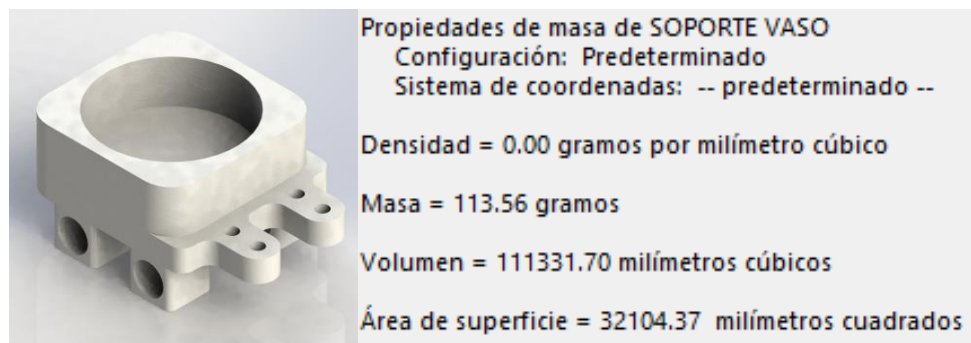 Propiedades de masa de SOPORTE VASO
Configuración: Predeterminado
Sistema de coordenadas: -- predeterminado --
Densidad = 0.00 gramos por milímetro cúbico
Masa = 113.56 gramos
Volumen = 111331.70 milímetros cúbicos
Área de superficie = 32104.37 milímetros cuadrados